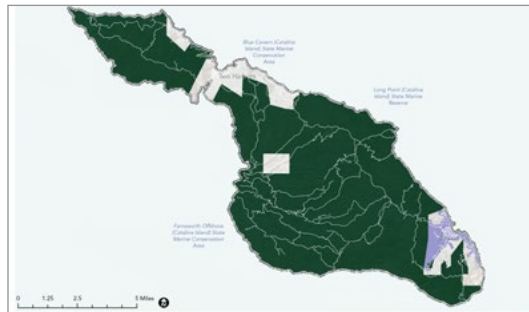 Blue Cavern (Catalina
Island) State Marine
Conservation
Area
Two Harbors
Long Point (Catalina
Island) State Marine
Reserve
Farnsworth Offshore
(Catalina Island) State
Marine Conservation
Area
0 1.25 2.5 5 Miles